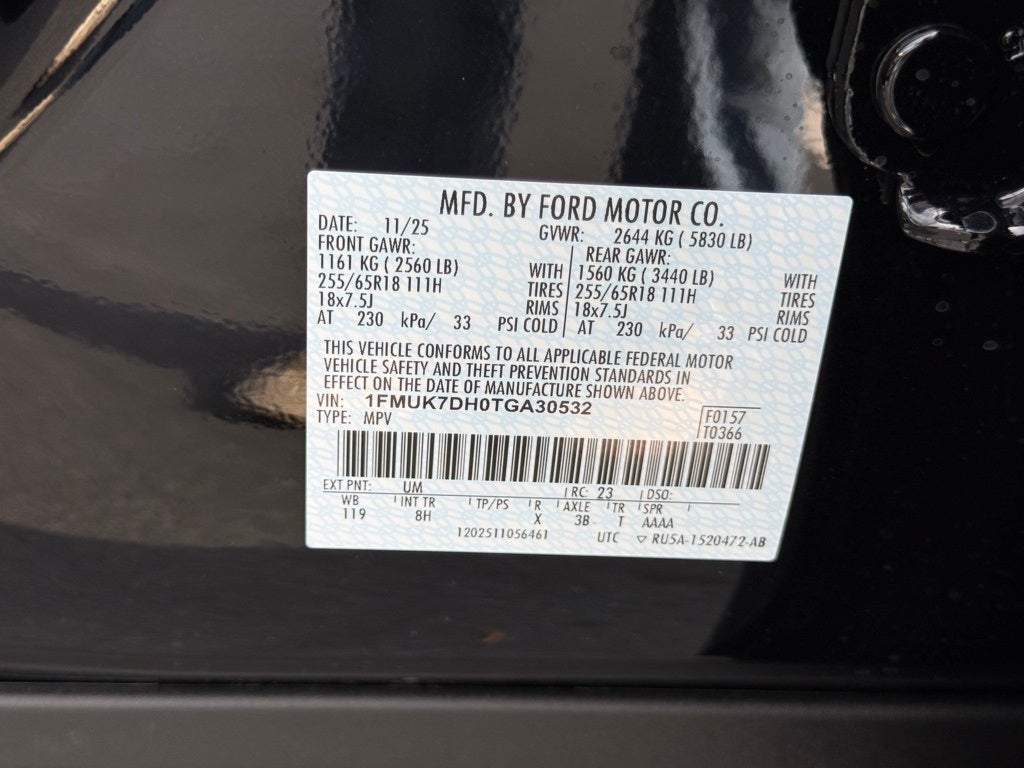 MFD. BY FORD MOTOR CO.
DATE: 11/25 GVWR: 2644 KG ( 5830 LB)
FRONT GAWR: REAR GAWR:
1161 KG ( 2560 LB) WITH 1560 KG ( 3440 LB) WITH
255/65R18 111H TIRES 255/65R18 111H TIRES
18x7.5J RIMS 18x7.5J RIMS
AT 230 kPa/ 33 PSI COLD AT 230 kPa/ 33 PSI COLD
THIS VEHICLE CONFORMS TO ALL APPLICABLE FEDERAL MOTOR
VEHICLE SAFETY AND THEFT PREVENTION STANDARDS IN
EFFECT ON THE DATE OF MANUFACTURE SHOWN ABOVE.
VIN: 1FMUK7DH0TGA30532
TYPE: MPV
F0157
T0366
EXT PNT: UM RC: 23 DSO:
WB INT TR TP/PS R AXLE TR SPR
119 8H X 3B T AAAA
1202511056461 UTC ▽ RU5A-1520472-AB